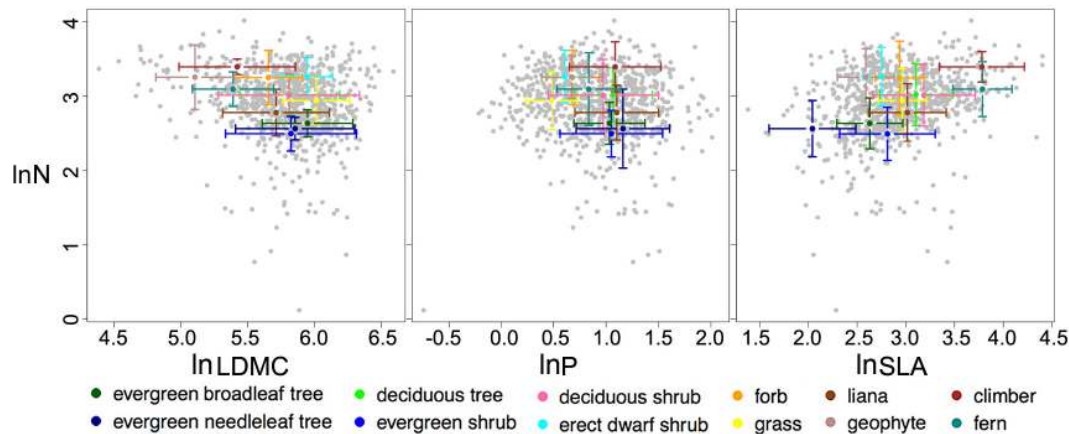 4
3
lnN
2
1
0
4.5 5.0 5.5 6.0 6.5 -0.5 0.0 0.5 1.0 1.5 2.0 1.5 2.0 2.5 3.0 3.5 4.0 4.5
lnLDMC lnP lnSLA
evergreen broadleaf tree deciduous tree deciduous shrub forb liana climber
evergreen needleleaf tree evergreen shrub erect dwarf shrub grass geophyte fern